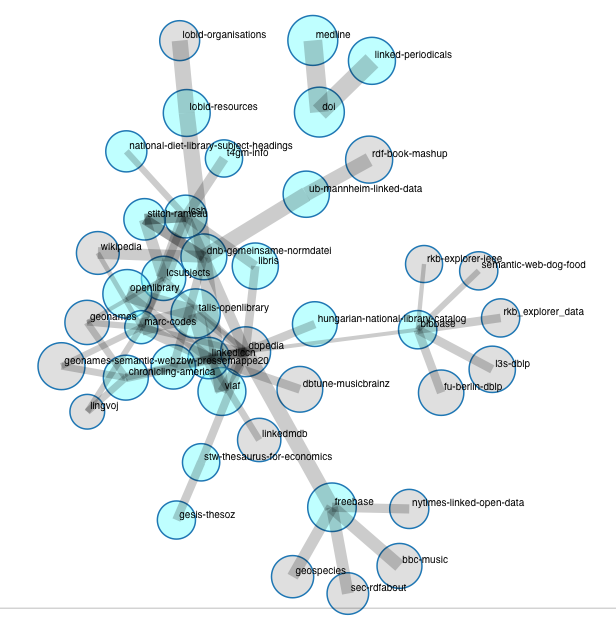 lobid-organisations
medline
linked-periodicals
lobid-resources
doi
national-diet-library-subject-headings
t4gm-info
rdf-book-mashup
ub-mannheim-linked-data
lcsh
stitch-rameau
wikipedia
dnb-gemeinsame-normdatei
libris
rkb-explorer-ieee
semantic-web-dog-food
lcsubjects
openlibrary
talis-openlibrary
geonames
marc-codes
hungarian-national-library-catalog
rkb_explorer_data
bibbase
dbpedia
linkedlccn
geonames-semantic-web
zbw-pressemappe20
l3s-dblp
chronicling-america
viaf
dbtune-musicbrainz
fu-berlin-dblp
lingvoj
linkedmdb
stw-thesaurus-for-economics
freebase
nytimes-linked-open-data
gesis-thesoz
bbc-music
geospecies
sec-rdfabout